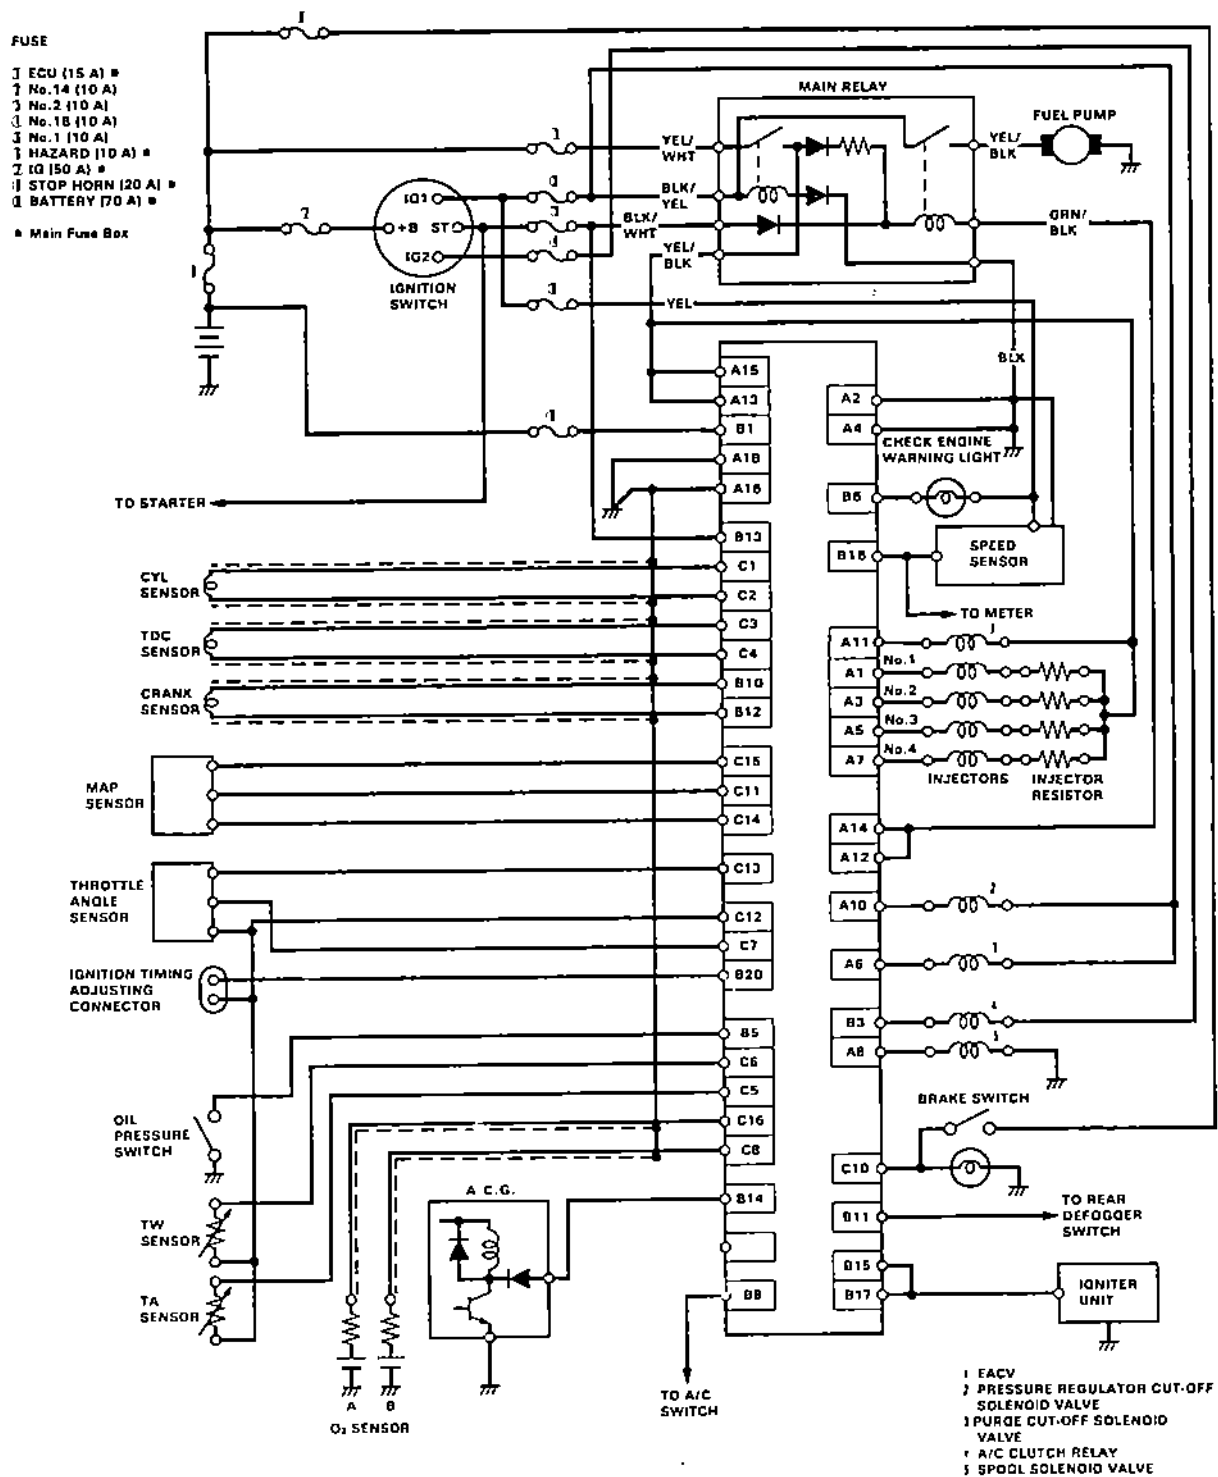 FUSE
ECU (15 A) *
No.14 (10 A)
No.2 (10 A)
No.18 (10 A)
No.1 (10 A)
HAZARD (10 A) *
IG (50 A) *
STOP HORN (20 A) *
BATTERY (70 A) *
* Main Fuse Box
MAIN RELAY
FUEL PUMP
YEL/
WHT
YEL/
BLK
BLK/
YEL
BLK/
WHT
YEL/
BLK
GRN/
BLK
IG1
+B
ST
IG2
IGNITION
SWITCH
YEL
BLK
A15
A13
B1
A18
A16
B13
C1
C2
C3
C4
B10
B12
C15
C11
C14
C13
C12
C7
B20
B5
C6
C5
C16
C8
B14
B8
A2
A4
CHECK ENGINE
WARNING LIGHT
B6
B16
SPEED
SENSOR
TO METER
A11
A1
No.1
A3
No.2
A5
No.3
A7
No.4
INJECTORS
INJECTOR
RESISTOR
A14
A12
A10
2
A6
B3
A8
BRAKE SWITCH
C10
B11
TO REAR
DEFOGGER
SWITCH
B15
B17
IGNITER
UNIT
TO STARTER
CYL
SENSOR
TDC
SENSOR
CRANK
SENSOR
MAP
SENSOR
THROTTLE
ANGLE
SENSOR
IGNITION TIMING
ADJUSTING
CONNECTOR
OIL
PRESSURE
SWITCH
TW
SENSOR
TA
SENSOR
A.C.G.
A
B
O₂ SENSOR
TO A/C
SWITCH
1 EACV
2 PRESSURE REGULATOR CUT-OFF
SOLENOID VALVE
3 PURGE CUT-OFF SOLENOID
VALVE
4 A/C CLUTCH RELAY
5 SPOOL SOLENOID VALVE